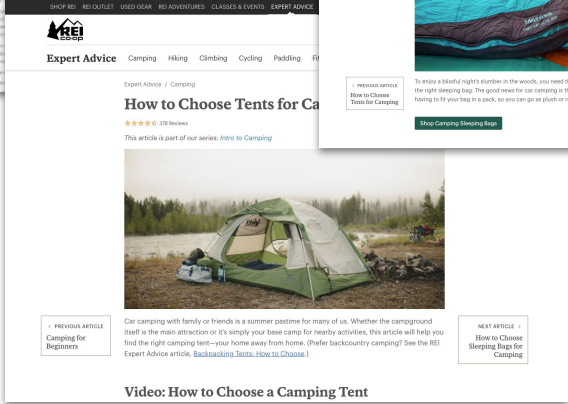 SHOP REI REI OUTLET USED GEAR REI ADVENTURES CLASSES & EVENTS EXPERT ADVICE
REI
CO·OP
Expert Advice Camping Hiking Climbing Cycling Paddling
Expert Advice / Camping
How to Choose Tents for
378 Reviews
This article is part of our series: Intro to Camping
‹ PREVIOUS ARTICLE
Camping for
Beginners
Car camping with family or friends is a summer pastime for many of us. Whether the campground
itself is the main attraction or it's simply your base camp for nearby activities, this article will help you
find the right camping tent—your home away from home. (Prefer backcountry camping? See the REI
Expert Advice article, Backpacking Tents: How to Choose.)
NEXT ARTICLE ›
How to Choose
Sleeping Bags for
Camping
Video: How to Choose a Camping Tent
‹ PREVIOUS ARTICLE
How to Choose
Tents for Camping
To enjoy a blissful night's slumber in the woods, you need
the right sleeping bag. The good news for car camping is
having to fit your bag in a pack, so you can go as plush or
Shop Camping Sleeping Bags